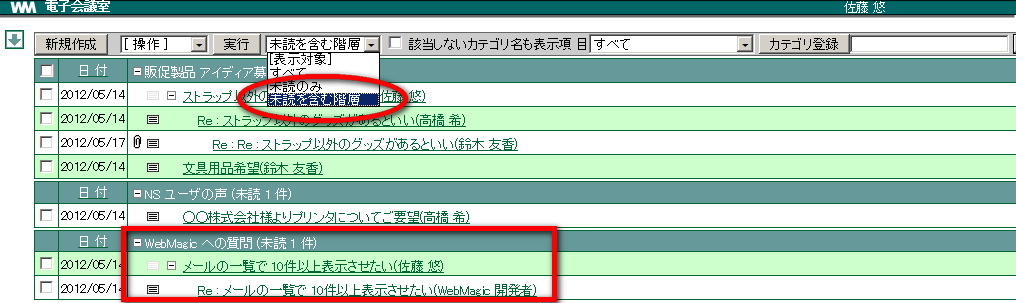 WM 電子会議室 佐藤 悠
新規作成 [ 操作 ] 実行 未読を含む階層 該当しないカテゴリ名も表示項 目 すべて カテゴリ登録
[表示対象]
すべて
未読のみ
未読を含む階層
日 付 販促製品 アイディア募
2012/05/14 ストラップ以外の 佐藤 悠)
2012/05/14 Re : ストラップ以外のグッズがあるといい(高橋 希)
2012/05/17 Re : Re : ストラップ以外のグッズがあるといい(鈴木 友香)
2012/05/14 文具用品希望(鈴木 友香)
日 付 NS ユーザの声 (未読 1 件)
2012/05/14 〇〇株式会社様よりプリンタについてご要望(高橋 希)
日 付 WebMagic への質問 (未読 1 件)
2012/05/14 メールの一覧で 10件以上表示させたい(佐藤 悠)
2012/05/14 Re : メールの一覧で 10件以上表示させたい(WebMagic 開発者)